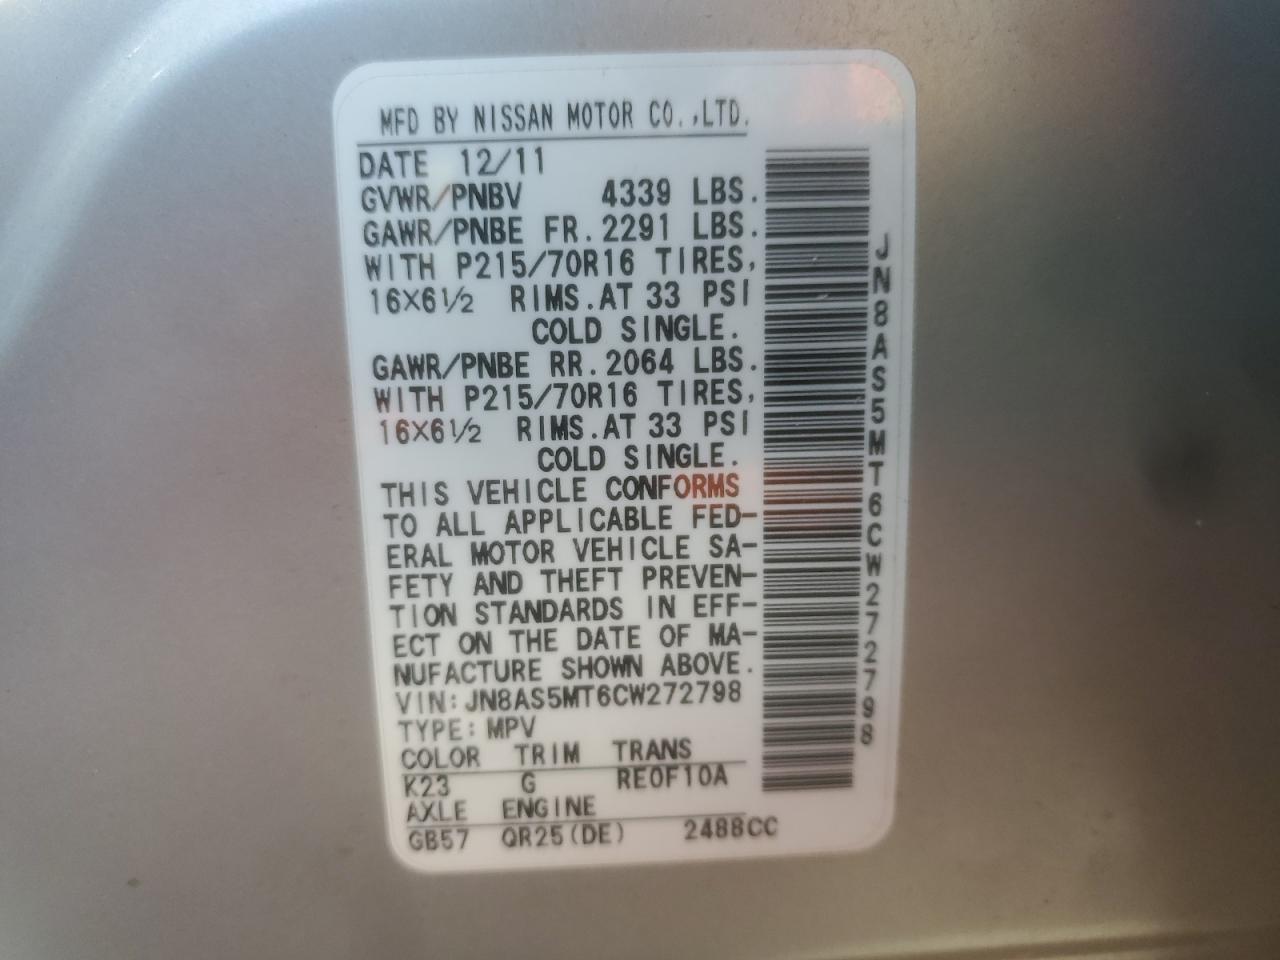 MFD BY NISSAN MOTOR CO.,LTD.
DATE 12/11
GVWR/PNBV 4339 LBS.
GAWR/PNBE FR.2291 LBS.
WITH P215/70R16 TIRES,
16×6½ RIMS.AT 33 PSI
COLD SINGLE.
GAWR/PNBE RR.2064 LBS.
WITH P215/70R16 TIRES,
16×6½ RIMS.AT 33 PSI
COLD SINGLE.
THIS VEHICLE CONFORMS
TO ALL APPLICABLE FED-
ERAL MOTOR VEHICLE SA-
FETY AND THEFT PREVEN-
TION STANDARDS IN EFF-
ECT ON THE DATE OF MA-
NUFACTURE SHOWN ABOVE.
VIN:JN8AS5MT6CW272798
TYPE:MPV
COLOR TRIM TRANS
K23 G RE0F10A
AXLE ENGINE
GB57 QR25(DE) 2488CC
JN8AS5MT6CW272798